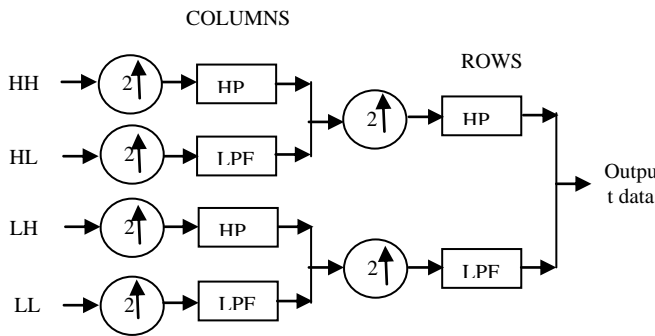 COLUMNS
ROWS
HH 2 HP
2 HP
HL 2 LPF
Outpu
t data
LH 2 HP
2 LPF
LL 2 LPF